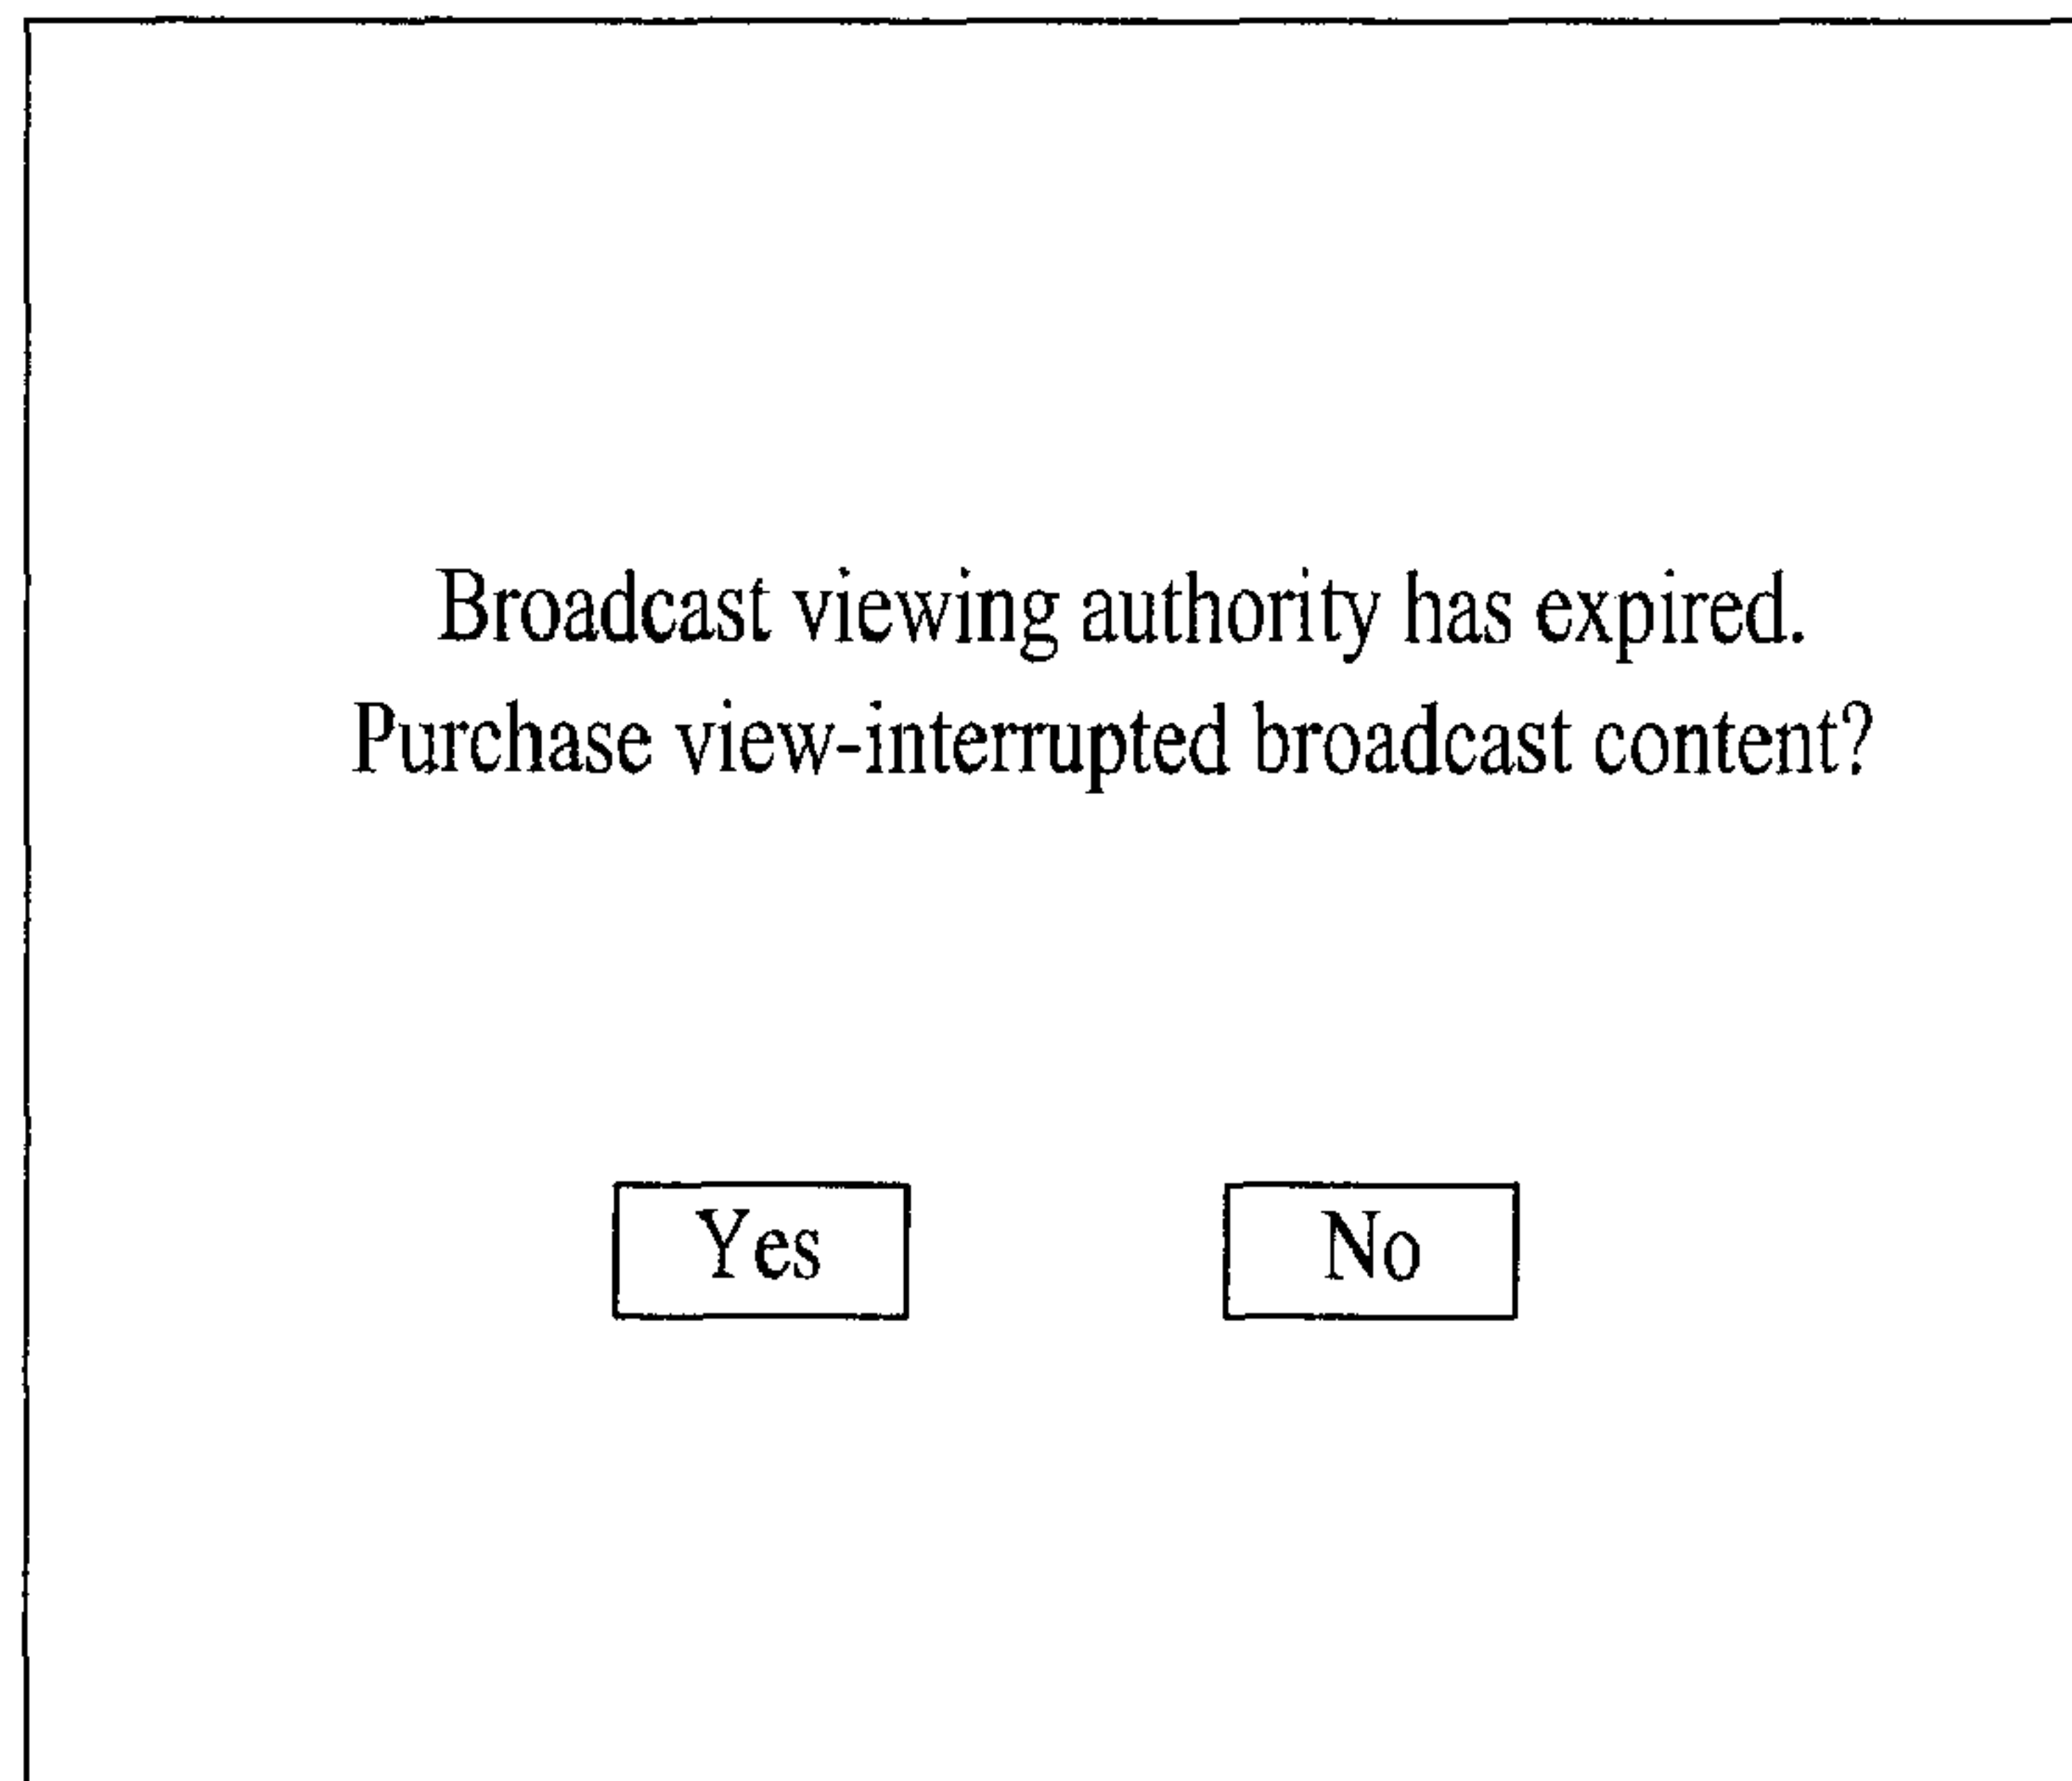 Broadcast viewing authority has expired.
Purchase view-interrupted broadcast content?
Yes No